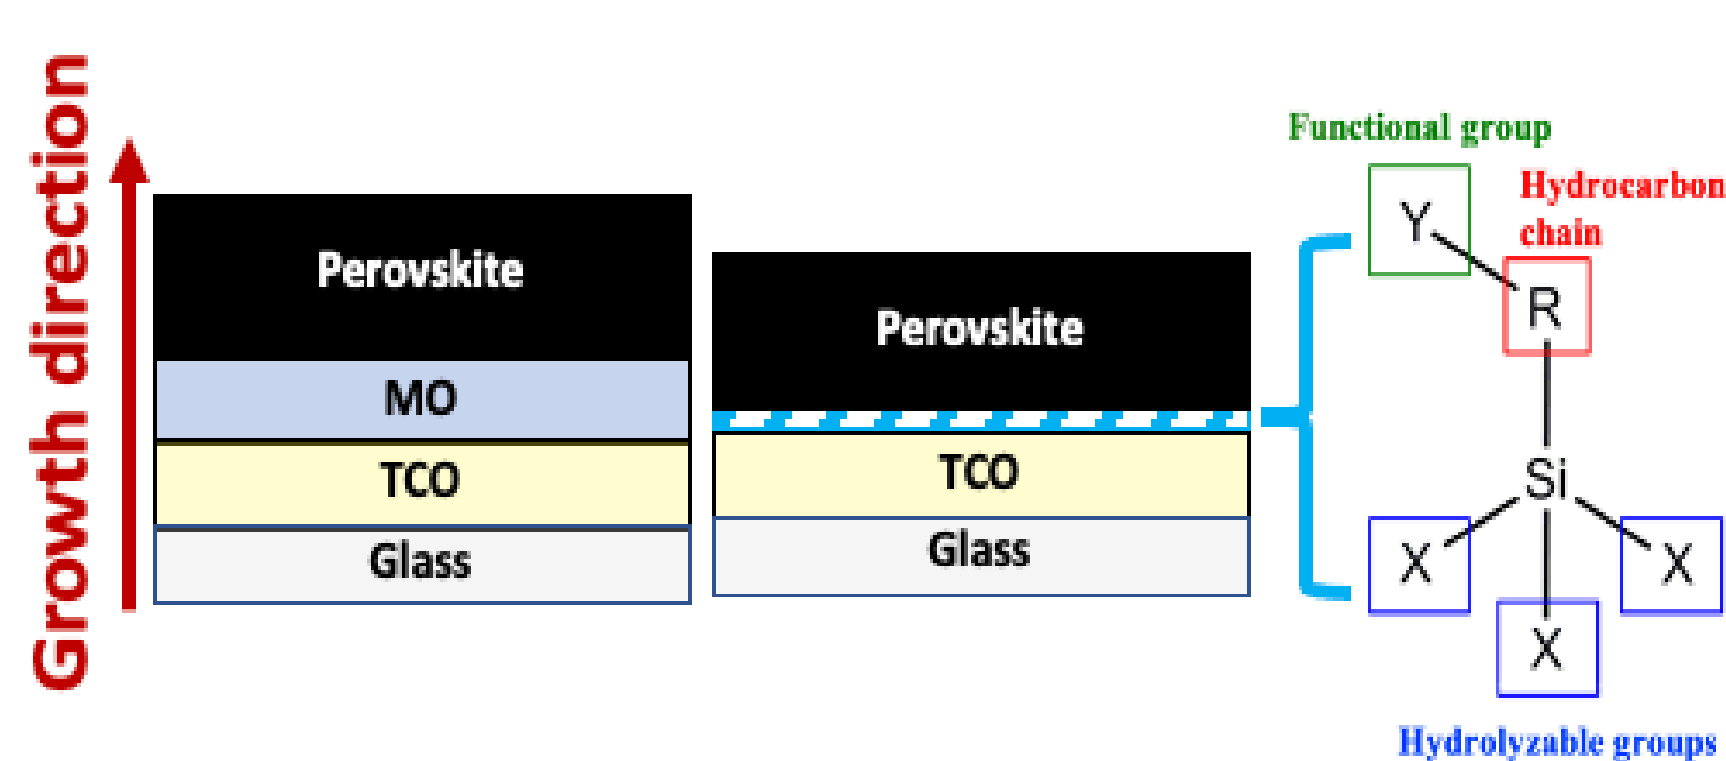 Growth direction
Perovskite
MO
TCO
Glass
Perovskite
TCO
Glass
Functional group
Hydrocarbon
chain
Y
R
Si
X
X
X
Hydrolyzable groups